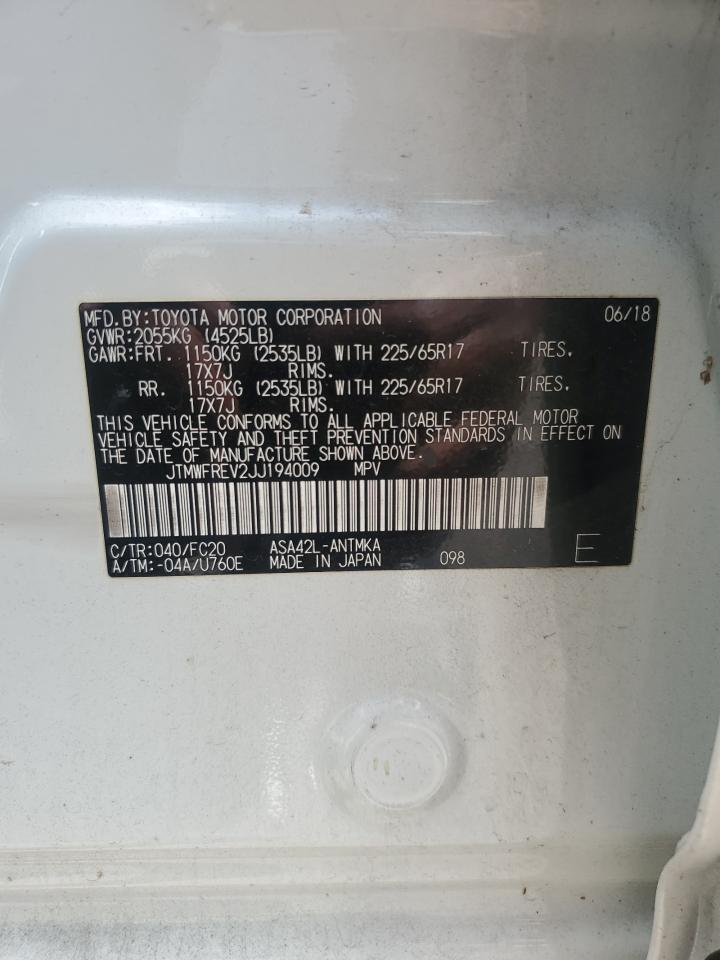 MFD.BY:TOYOTA MOTOR CORPORATION 06/18
GVWR:2055KG (4525LB)
GAWR:FRT. 1150KG (2535LB) WITH 225/65R17 TIRES,
17X7J RIMS.
RR. 1150KG (2535LB) WITH 225/65R17 TIRES,
17X7J RIMS.
THIS VEHICLE CONFORMS TO ALL APPLICABLE FEDERAL MOTOR
VEHICLE SAFETY AND THEFT PREVENTION STANDARDS IN EFFECT ON
THE DATE OF MANUFACTURE SHOWN ABOVE.
JTMWFREV2JJ194009 MPV
C/TR:040/FC20 ASA42L-ANTMKA
A/TM:-04A/U760E MADE IN JAPAN 098 E